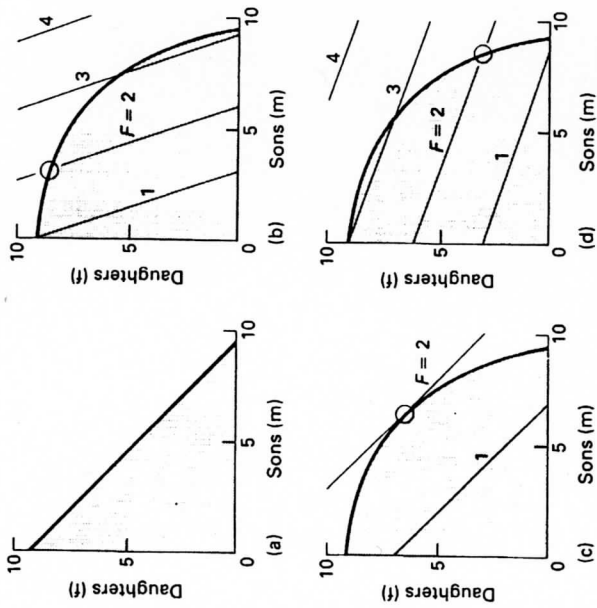 10
Daughters (f)
5
0
5
10
Sons (m)
(a)
10
Daughters (f)
5
0
5
10
Sons (m)
(b)
1
F = 2
3
4
10
Daughters (f)
5
0
5
10
Sons (m)
(c)
1
F = 2
10
Daughters (f)
5
0
5
10
Sons (m)
(d)
1
F = 2
3
4